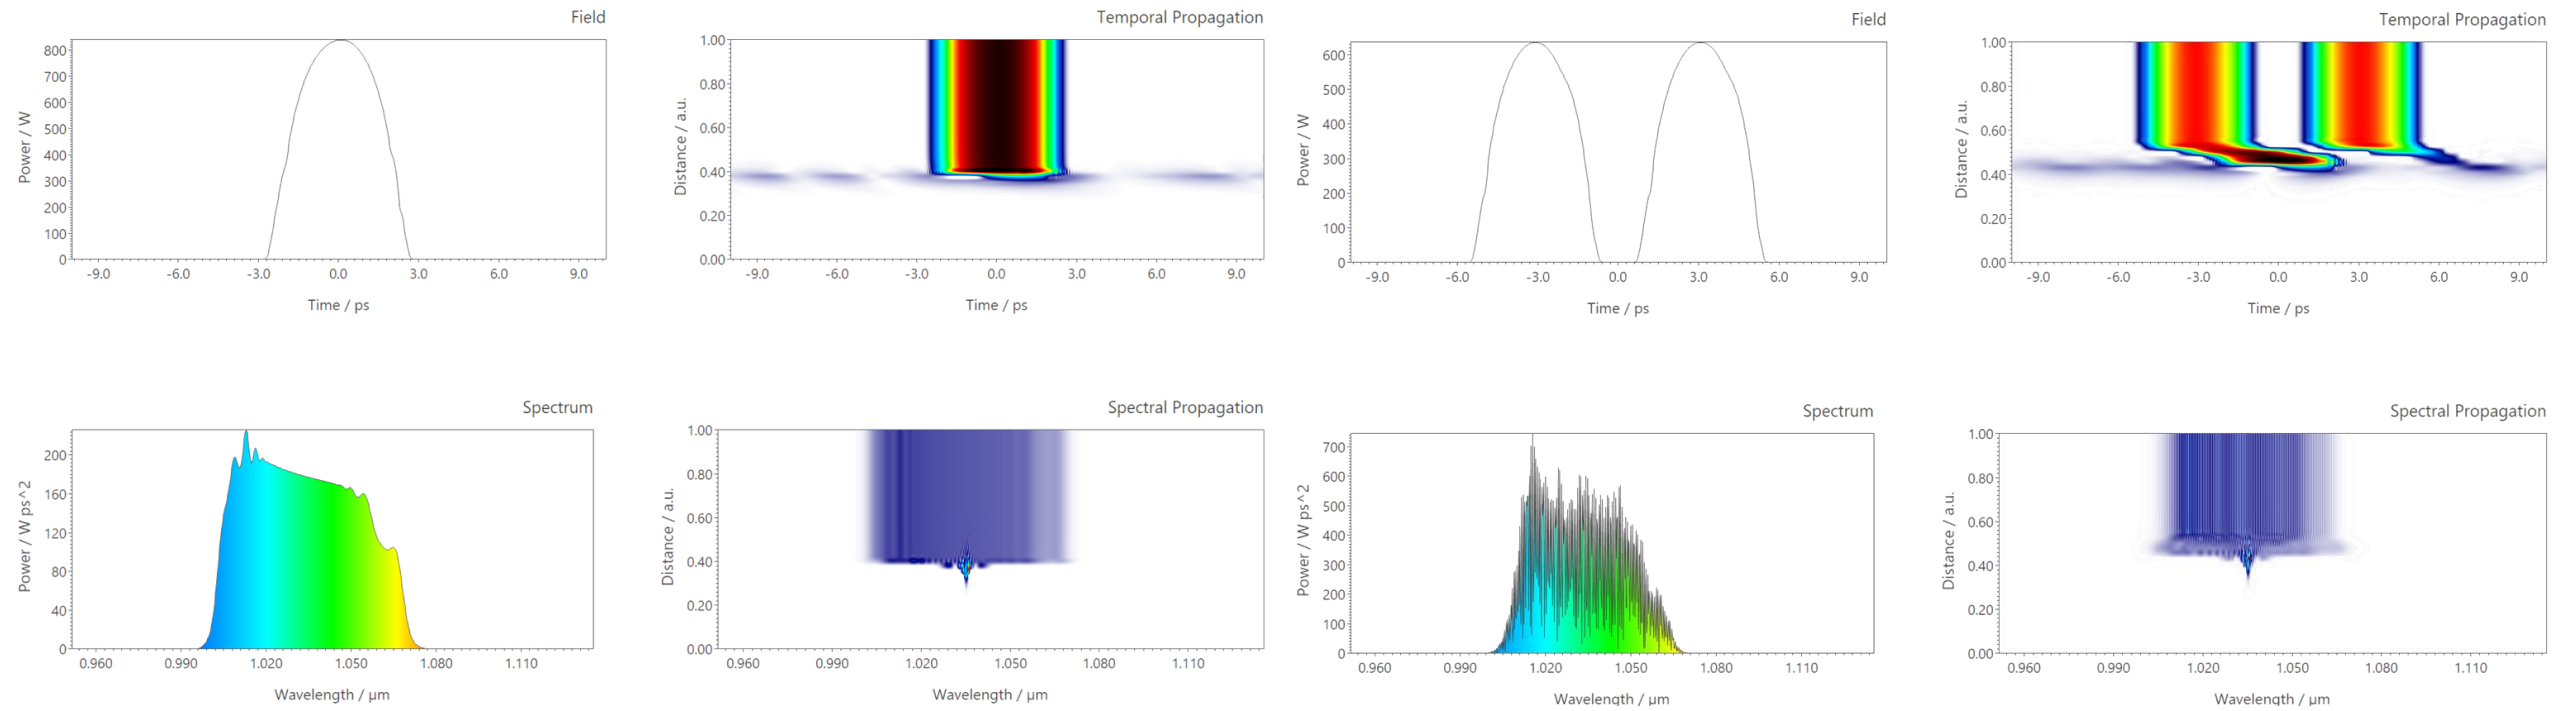 Field
Power / W
800
700
600
500
400
300
200
100
0
-9.0 -6.0 -3.0 0.0 3.0 6.0 9.0
Time / ps
Temporal Propagation
Distance / a.u.
1.00
0.80
0.60
0.40
0.20
0.00
-9.0 -6.0 -3.0 0.0 3.0 6.0 9.0
Time / ps
Field
Power / W
600
500
400
300
200
100
0
-9.0 -6.0 -3.0 0.0 3.0 6.0 9.0
Time / ps
Temporal Propagation
Distance / a.u.
1.00
0.80
0.60
0.40
0.20
0.00
-9.0 -6.0 -3.0 0.0 3.0 6.0 9.0
Time / ps
Spectrum
Power / W ps^2
200
160
120
80
40
0
0.960 0.990 1.020 1.050 1.080 1.110
Wavelength / µm
Spectral Propagation
Distance / a.u.
1.00
0.80
0.60
0.40
0.20
0.00
0.960 0.990 1.020 1.050 1.080 1.110
Wavelength / µm
Spectrum
Power / W ps^2
700
600
500
400
300
200
100
0
0.960 0.990 1.020 1.050 1.080 1.110
Wavelength / µm
Spectral Propagation
Distance / a.u.
1.00
0.80
0.60
0.40
0.20
0.00
0.960 0.990 1.020 1.050 1.080 1.110
Wavelength / µm